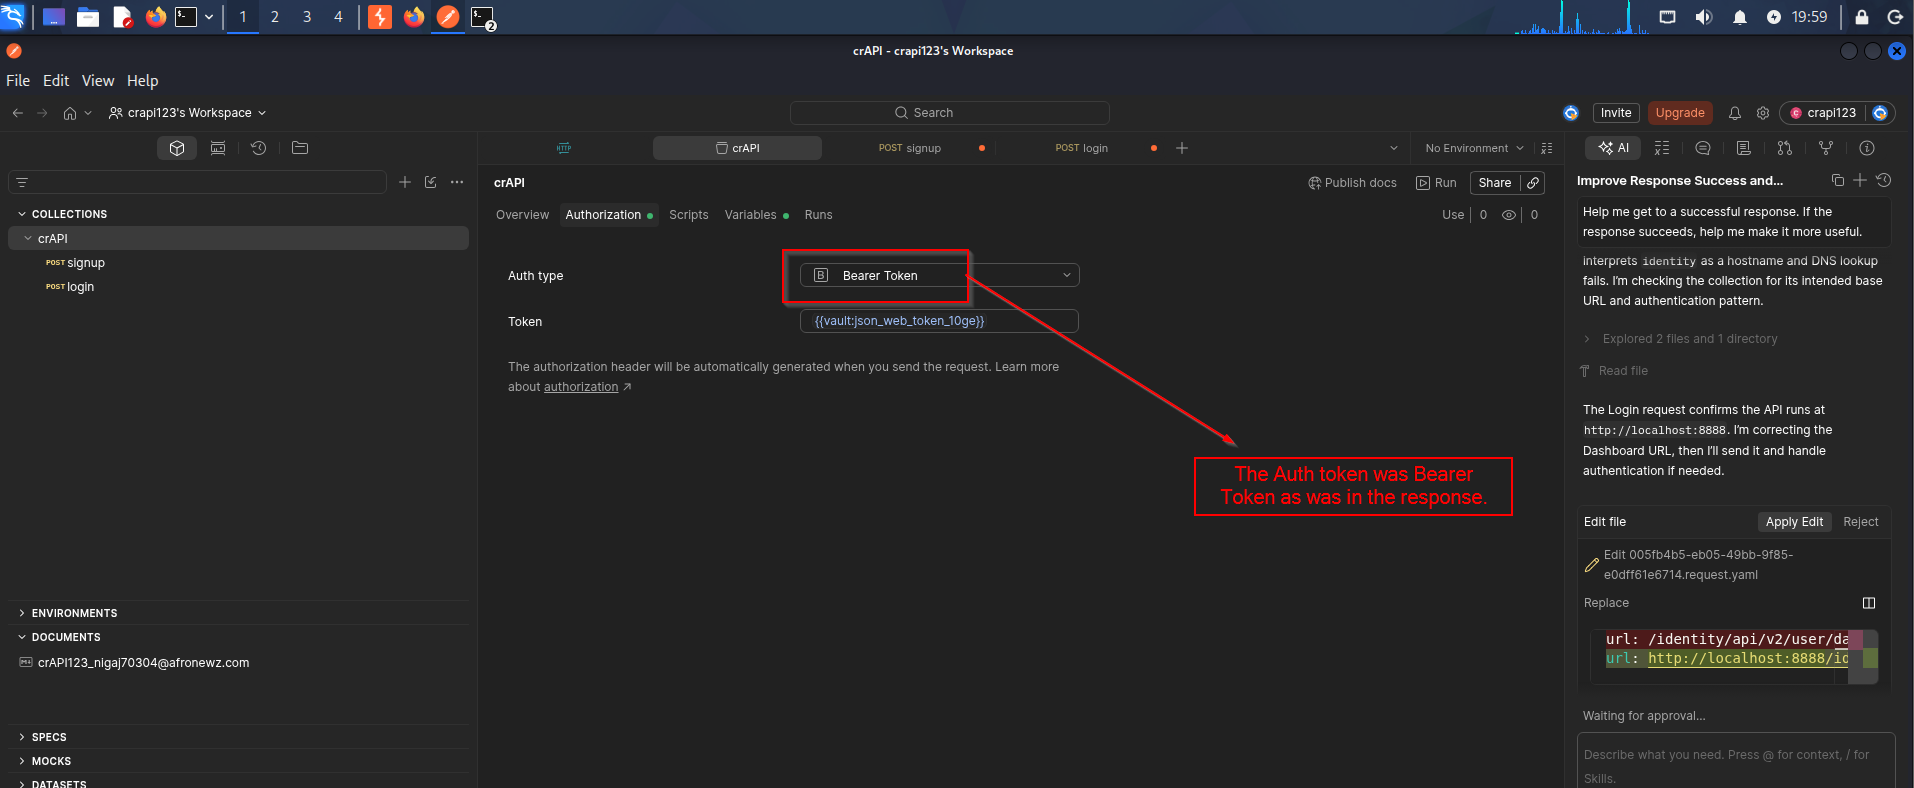 1 2 3 4 2 19:59
crAPI - crapi123's Workspace
File Edit View Help
crapi123's Workspace Search Invite Upgrade crapi123
HTTP crAPI POST signup POST login No Environment AI
crAPI Publish docs Run Share
Overview Authorization Scripts Variables Runs Use 0 0
COLLECTIONS
crAPI
POST signup
POST login
ENVIRONMENTS
DOCUMENTS
crAPI123_nigaj70304@afronewz.com
SPECS
MOCKS
DATASETS
Auth type B Bearer Token
Token {{vault:json_web_token_10ge}}
The authorization header will be automatically generated when you send the request. Learn more
about authorization ↗
The Auth token was Bearer
Token as was in the response.
Improve Response Success and...
Help me get to a successful response. If the
response succeeds, help me make it more useful.
interprets identity as a hostname and DNS lookup
fails. I'm checking the collection for its intended base
URL and authentication pattern.
Explored 2 files and 1 directory
Read file
The Login request confirms the API runs at
http://localhost:8888. I'm correcting the
Dashboard URL, then I'll send it and handle
authentication if needed.
Edit file Apply Edit Reject
Edit 005fb4b5-eb05-49bb-9f85-
e0dff61e6714.request.yaml
Replace
url: /identity/api/v2/user/da
url: http://localhost:8888/id
Waiting for approval...
Describe what you need. Press @ for context, / for
Skills.